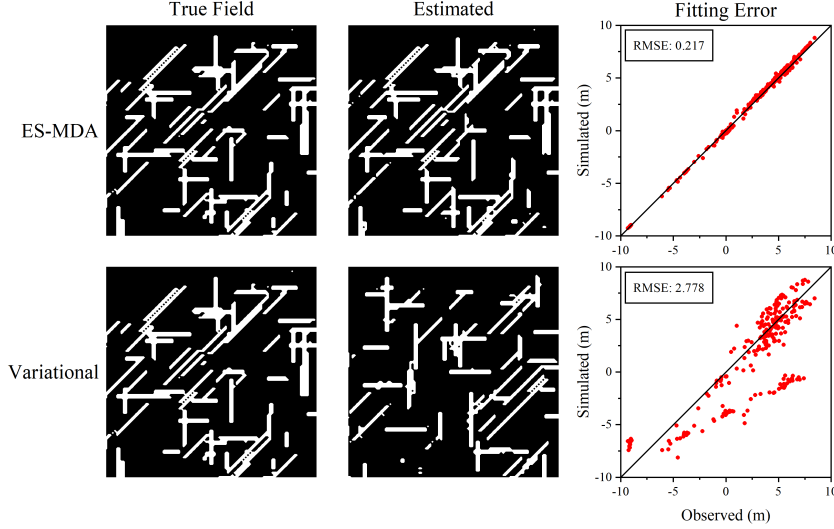 True Field Estimated Fitting Error
ES-MDA
RMSE: 0.217
Simulated (m)
10
5
0
-5
-10
-10 -5 0 5 10
Variational
RMSE: 2.778
Simulated (m)
10
5
0
-5
-10
-10 -5 0 5 10
Observed (m)